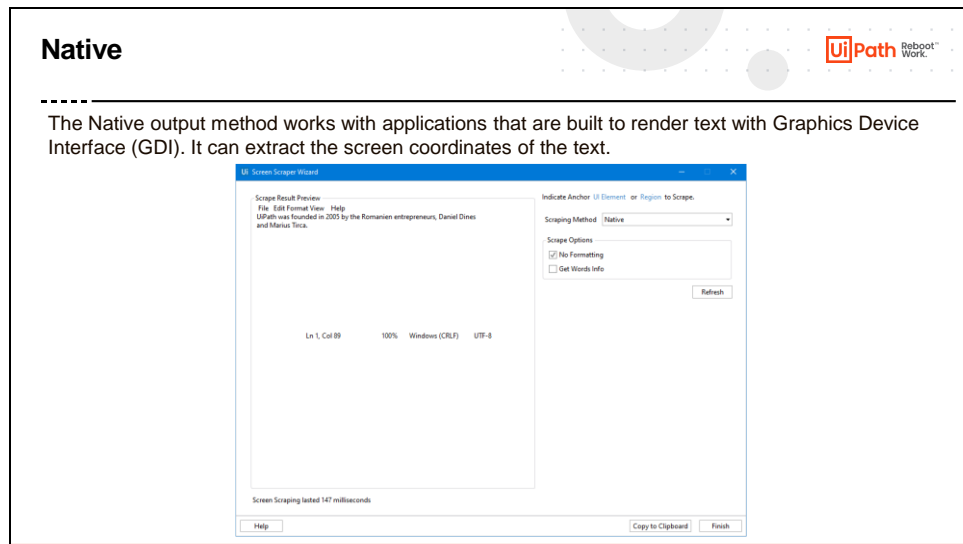 Native
UiPath Reboot™
Work.
The Native output method works with applications that are built to render text with Graphics Device
Interface (GDI). It can extract the screen coordinates of the text.
Ui Screen Scraper Wizard
Scrape Result Preview
File Edit Format View Help
UiPath was founded in 2005 by the Romanien entrepreneurs, Daniel Dines
and Marius Tirca.
Ln 1, Col 89 100% Windows (CRLF) UTF-8
Screen Scraping lasted 147 milliseconds
Indicate Anchor UI Element or Region to Scrape.
Scraping Method Native
Scrape Options
No Formatting
Get Words Info
Refresh
Help
Copy to Clipboard
Finish